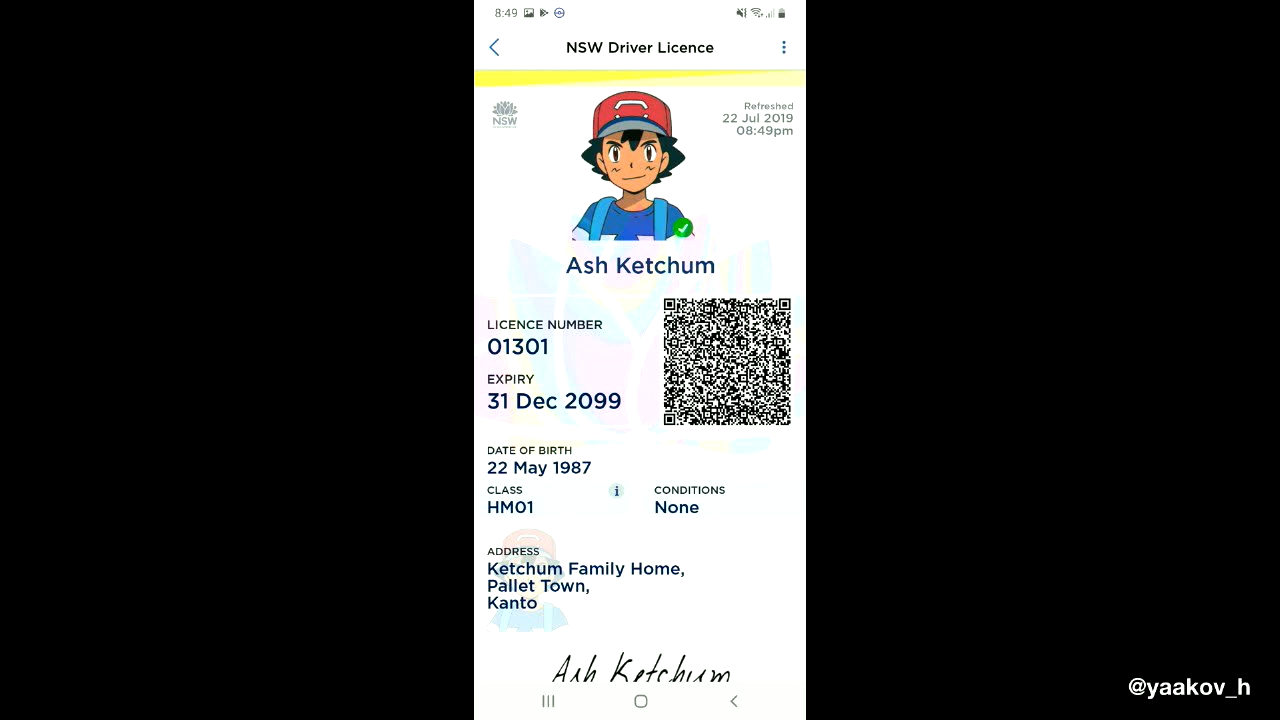 8:49
NSW Driver Licence
NSW
Refreshed
22 Jul 2019
08:49pm
Ash Ketchum
LICENCE NUMBER
01301
EXPIRY
31 Dec 2099
DATE OF BIRTH
22 May 1987
CLASS
i
CONDITIONS
HM01
None
ADDRESS
Ketchum Family Home,
Pallet Town,
Kanto
Ash Ketchum
@yaakov_h